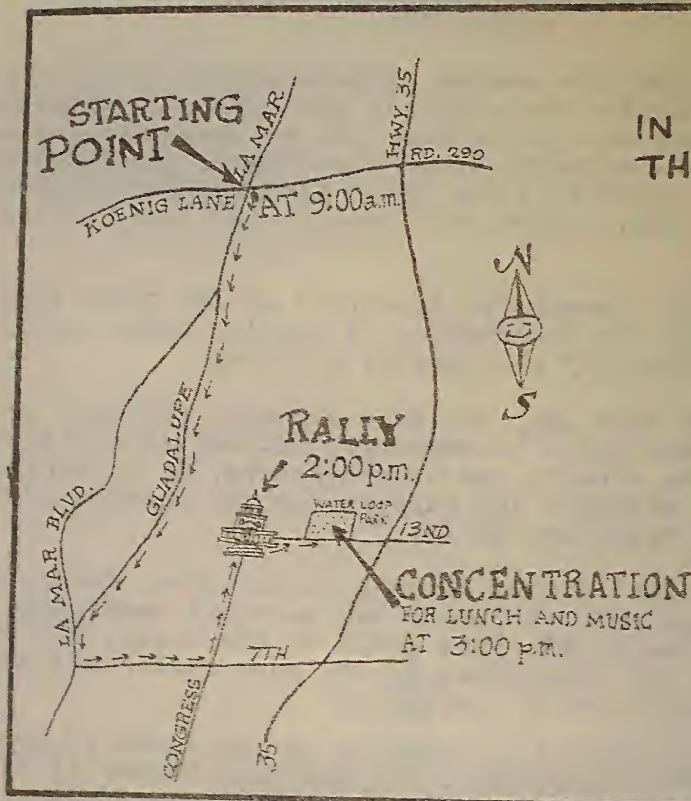 STARTING
POINT
LA MAR
HWY. 35
RD. 290
IN
TH
KOENIG LANE
AT 9:00a.m.
N
S
GUADALUPE
RALLY
2:00p.m.
WATER LOOP
PARK
13ND
LA MAR BLVD.
CONCENTRATION
FOR LUNCH AND MUSIC
AT 3:00 p.m.
7TH
CONGRESS
35